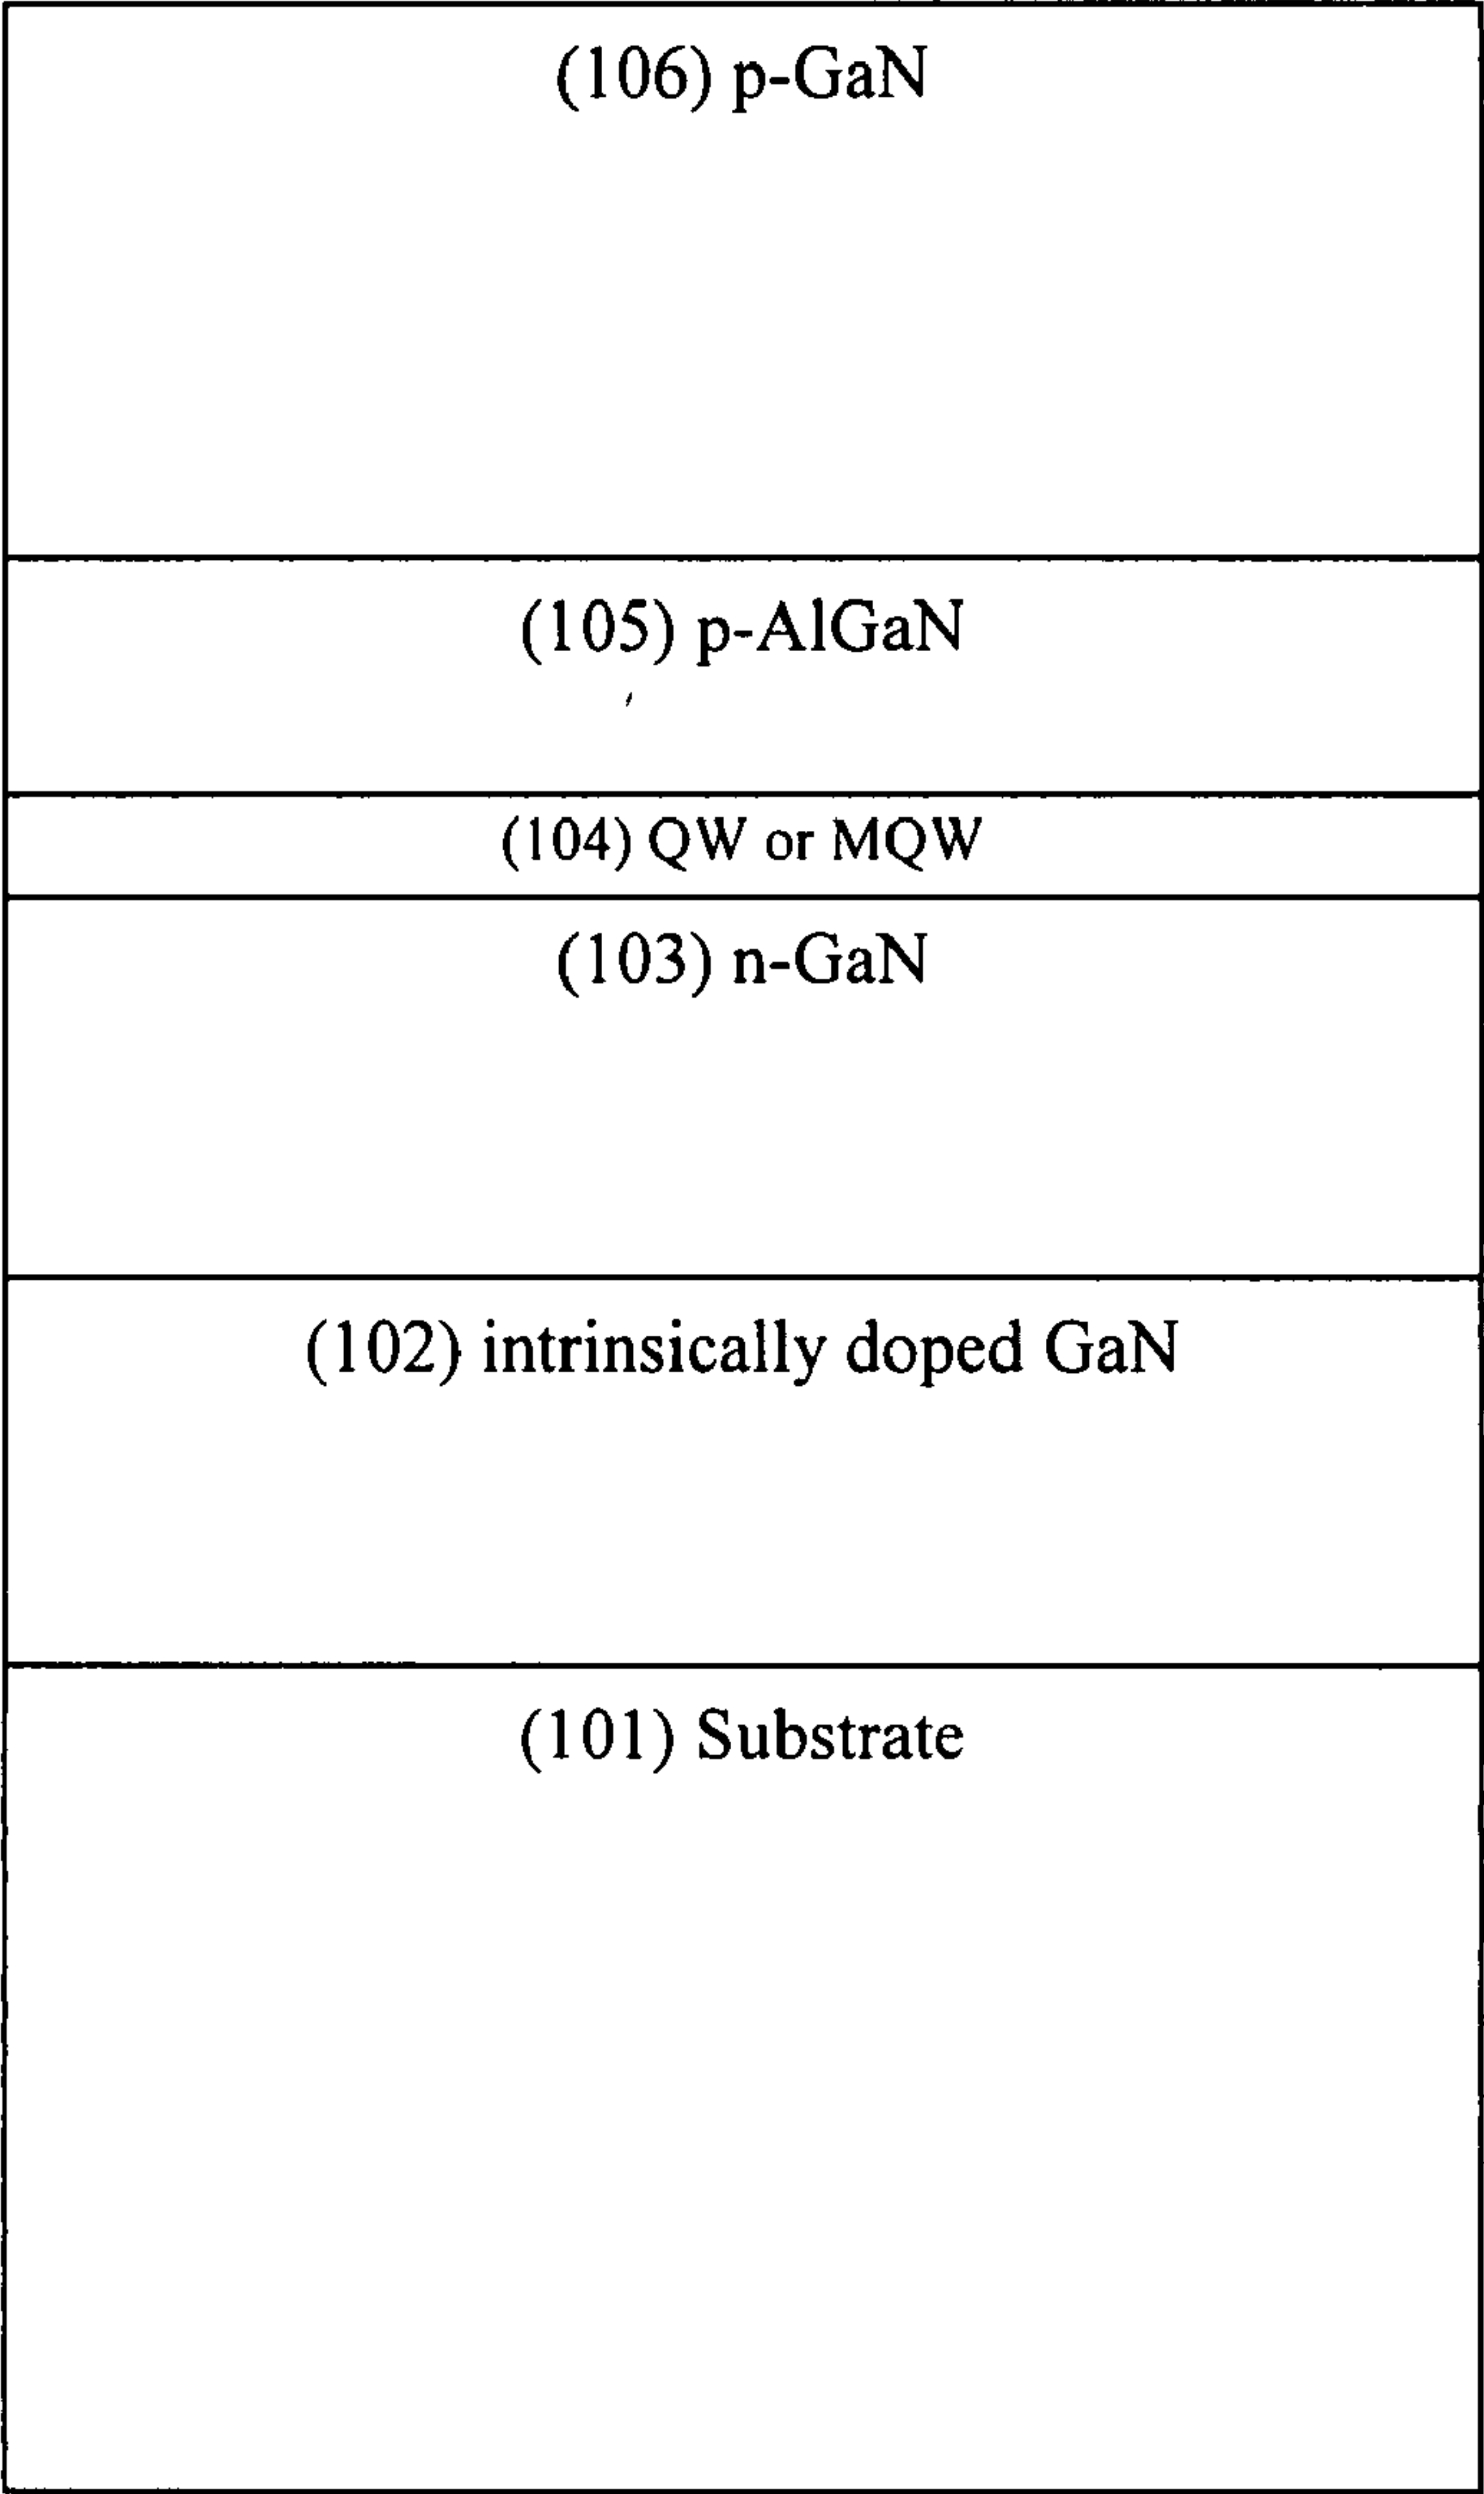 (106) p-GaN
(105) p-AlGaN
(104) QW or MQW
(103) n-GaN
(102) intrinsically doped GaN
(101) Substrate